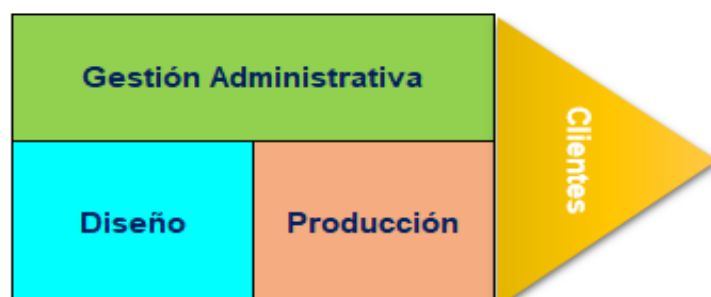 Gestión Administrativa
Diseño
Producción
Clientes